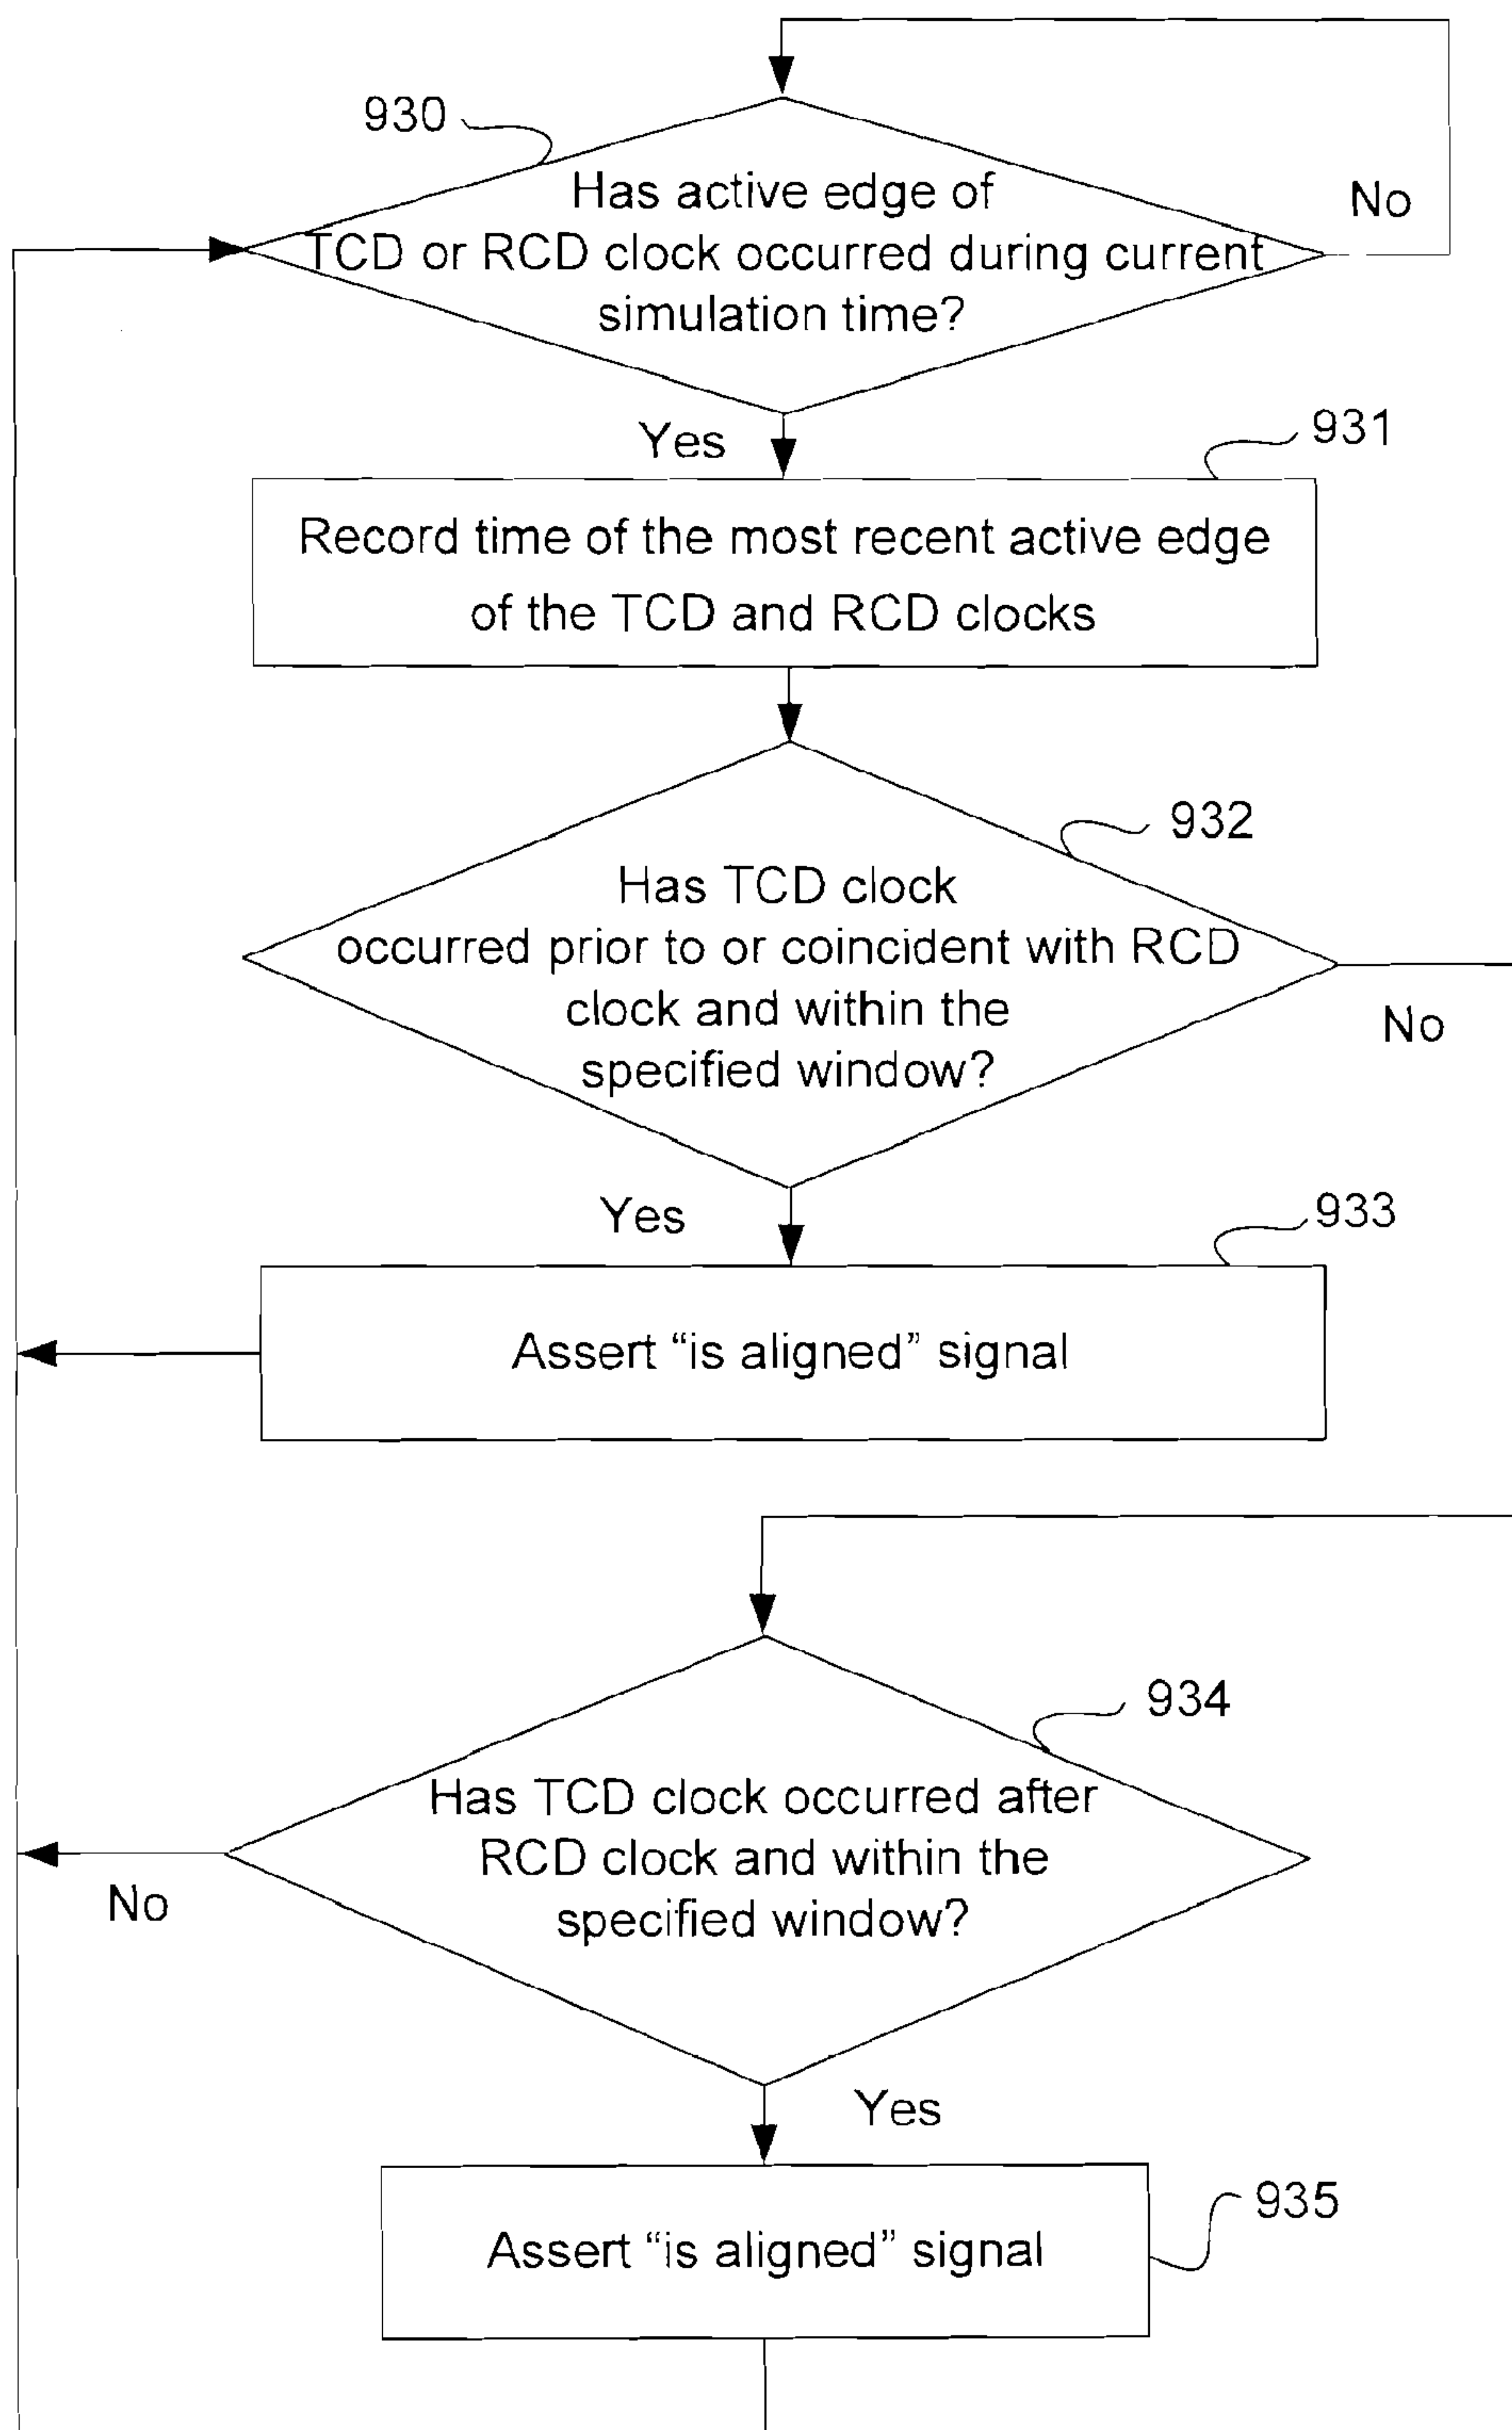 930
Has active edge of
No
TCD or RCD clock occurred during current
simulation time?
Yes
931
Record time of the most recent active edge
of the TCD and RCD clocks
932
Has TCD clock
occurred prior to or coincident with RCD
clock and within the
No
specified window?
Yes
933
Assert “is aligned” signal
934
Has TCD clock occurred after
RCD clock and within the
No
specified window?
Yes
935
Assert “is aligned” signal